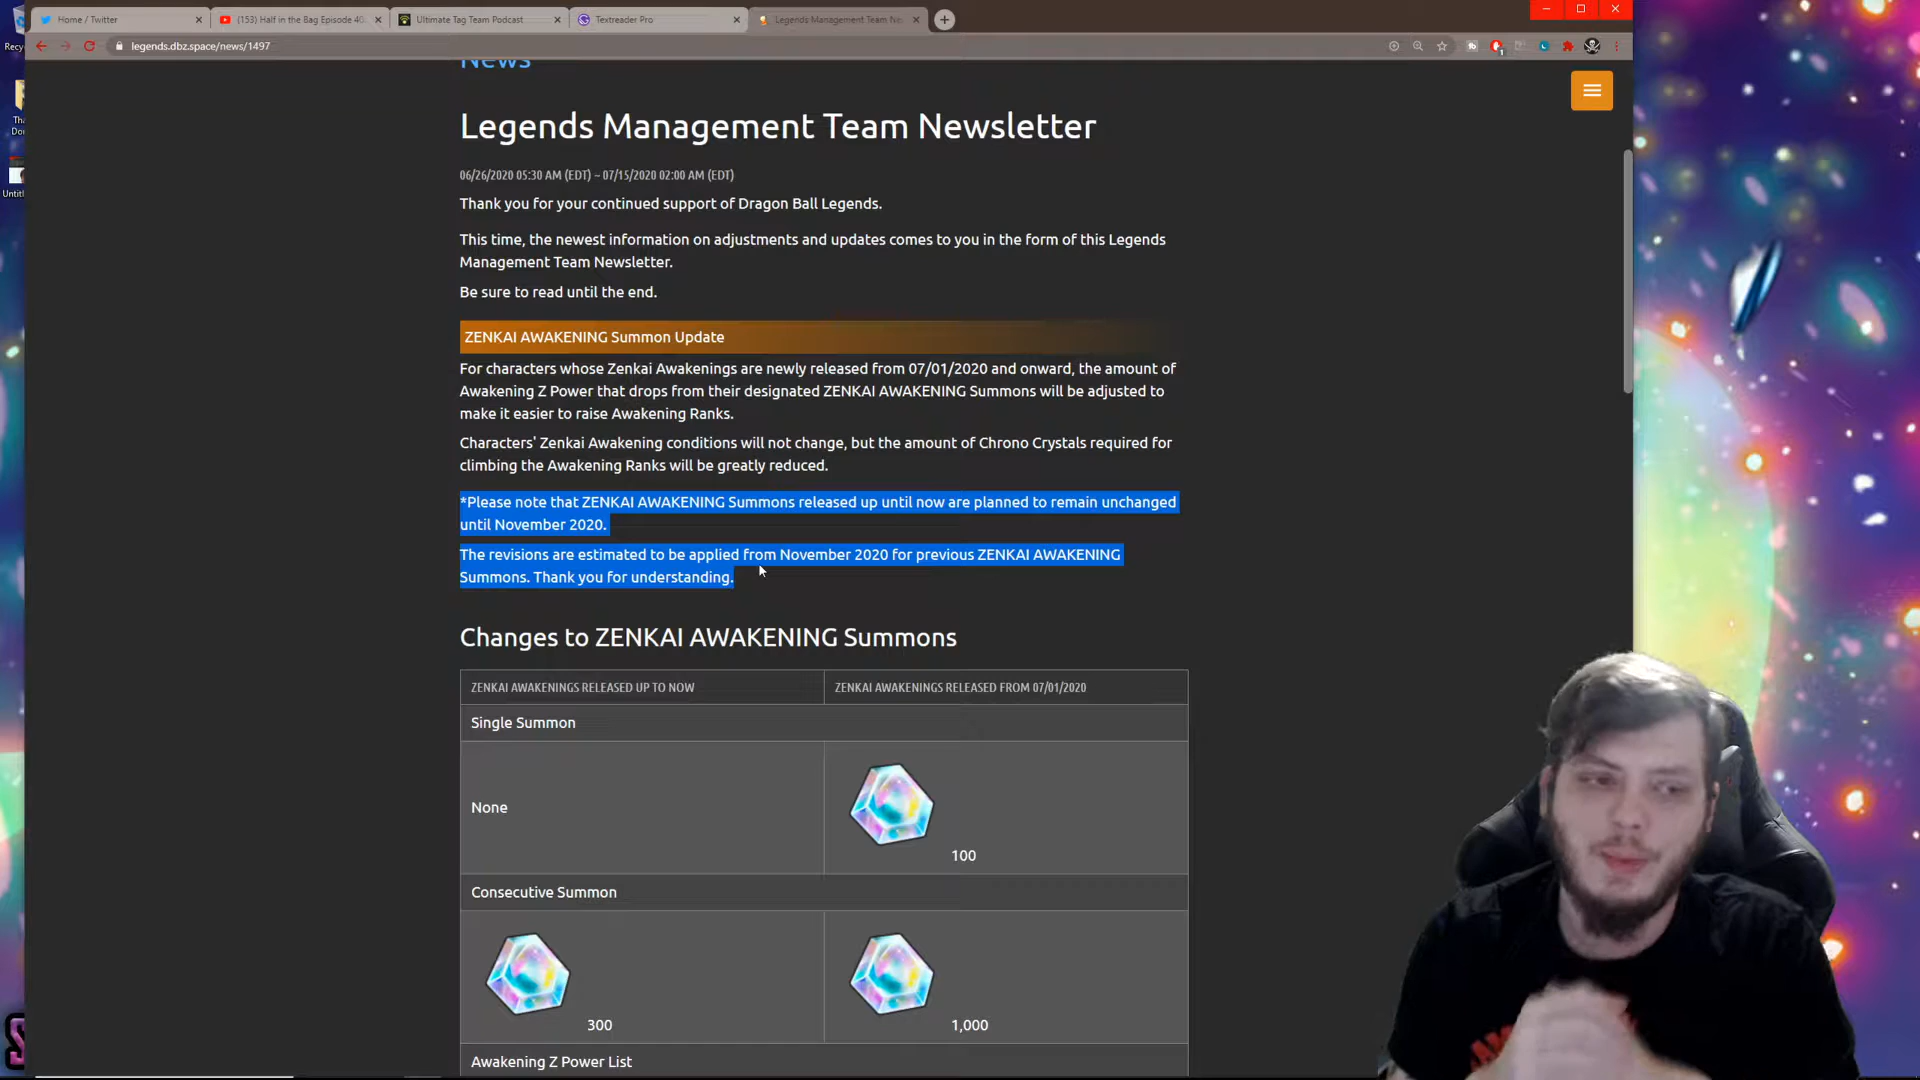 Home / Twitter
(153) Half in the Bag Episode 40
Ultimate Tag Team Podcast
Textreader Pro
Legends Management Team Ne
legends.dbz.space/news/1497
News
Legends Management Team Newsletter
06/26/2020 05:30 AM (EDT) ~ 07/15/2020 02:00 AM (EDT)
Thank you for your continued support of Dragon Ball Legends.
This time, the newest information on adjustments and updates comes to you in the form of this Legends
Management Team Newsletter.
Be sure to read until the end.
ZENKAI AWAKENING Summon Update
For characters whose Zenkai Awakenings are newly released from 07/01/2020 and onward, the amount of
Awakening Z Power that drops from their designated ZENKAI AWAKENING Summons will be adjusted to
make it easier to raise Awakening Ranks.
Characters' Zenkai Awakening conditions will not change, but the amount of Chrono Crystals required for
climbing the Awakening Ranks will be greatly reduced.
*Please note that ZENKAI AWAKENING Summons released up until now are planned to remain unchanged
until November 2020.
The revisions are estimated to be applied from November 2020 for previous ZENKAI AWAKENING
Summons. Thank you for understanding.
Changes to ZENKAI AWAKENING Summons
ZENKAI AWAKENINGS RELEASED UP TO NOW
ZENKAI AWAKENINGS RELEASED FROM 07/01/2020
Single Summon
None
100
Consecutive Summon
300
1,000
Awakening Z Power List